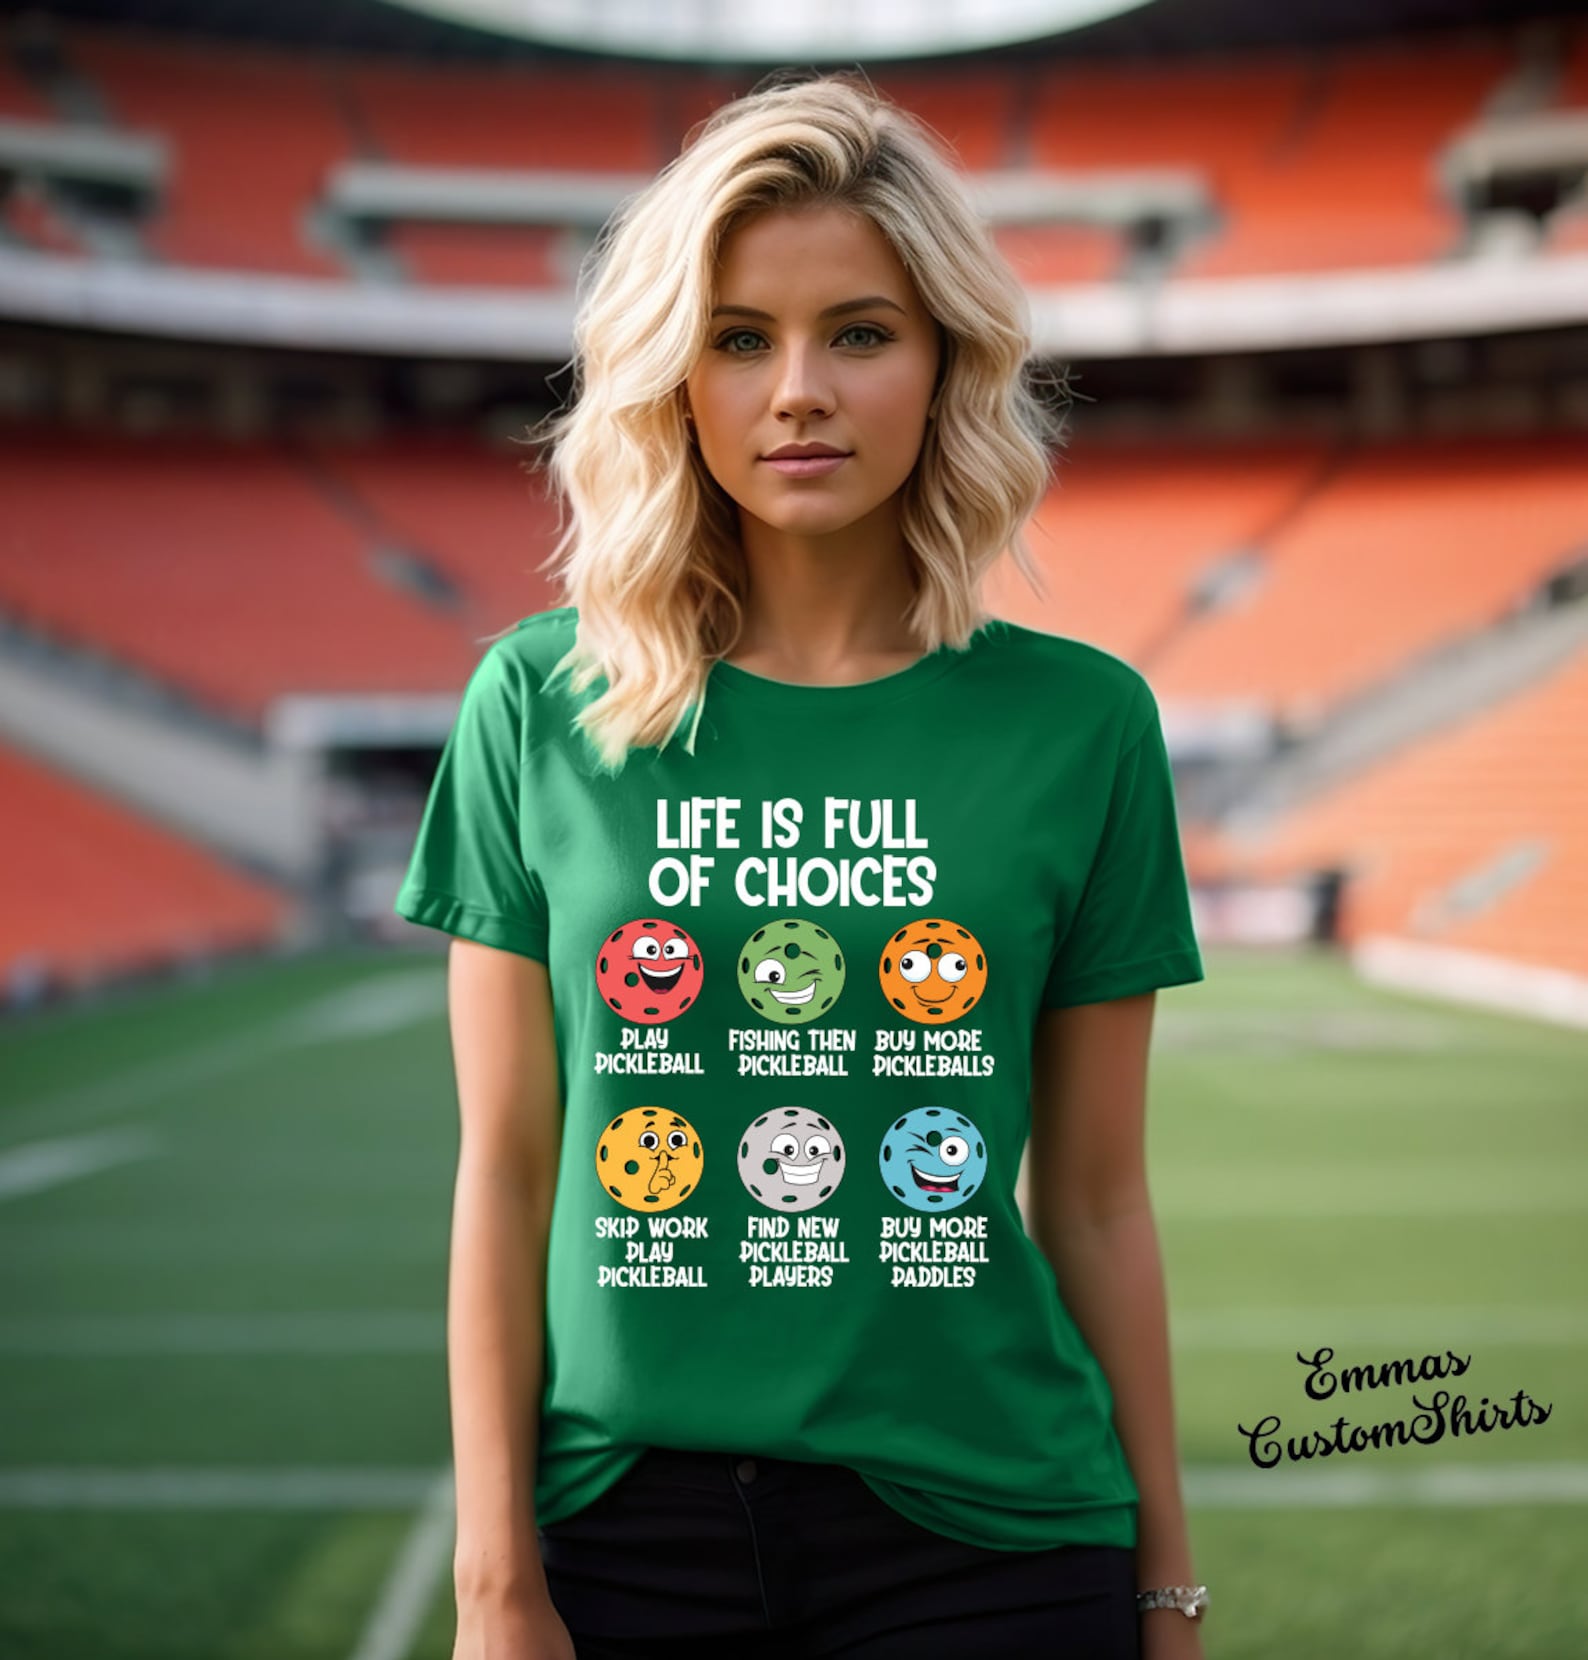 LIFE IS FULL
OF CHOICES
PLAY
PICKLEBALL
FISHING THEN
PICKLEBALL
BUY MORE
PICKLEBALLS
SKIP WORK
PLAY
PICKLEBALL
FIND NEW
PICKLEBALL
PLAYERS
BUY MORE
PICKLEBALL
PADDLES
Emmas
CustomShirts